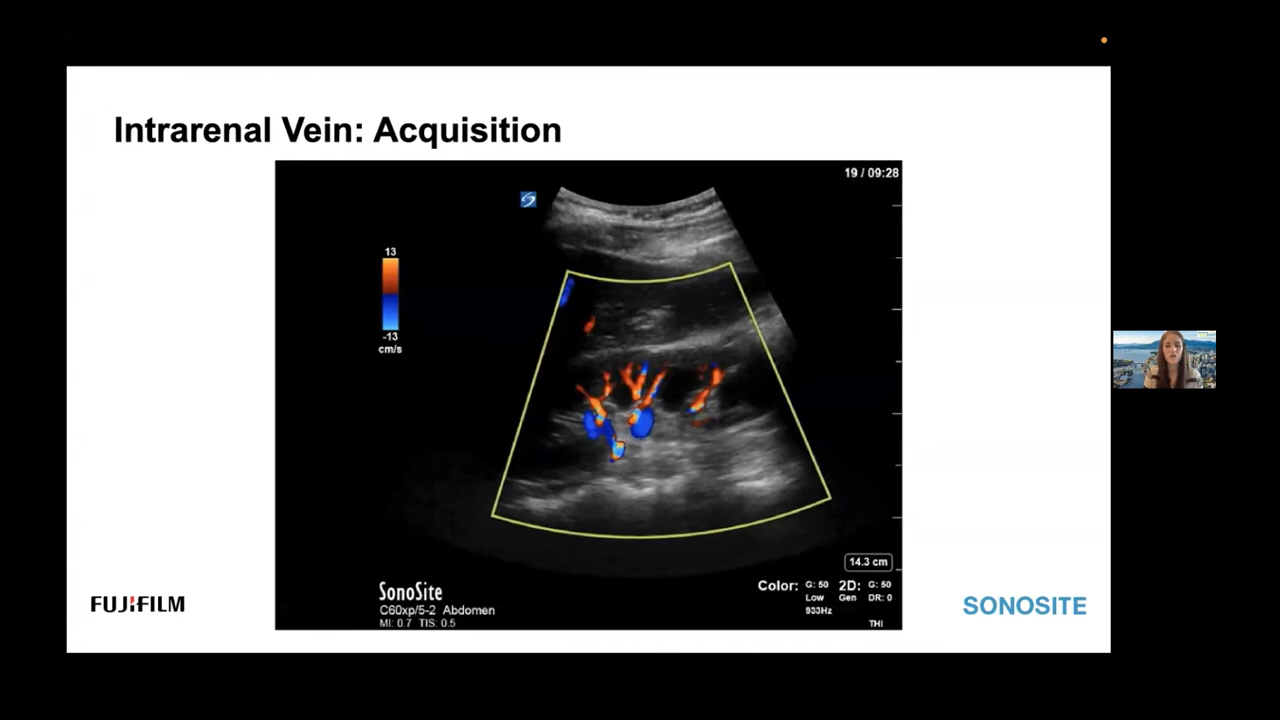 Intrarenal Vein: Acquisition
19 / 09:28
13
-13
cm/s
14.3 cm
SonoSite
C60xp/5-2 Abdomen
MI: 0.7 TIS: 0.5
Color: G: 50 2D: G: 50
Low Gen DR: 0
933Hz
THI
FUJIFILM
SONOSITE